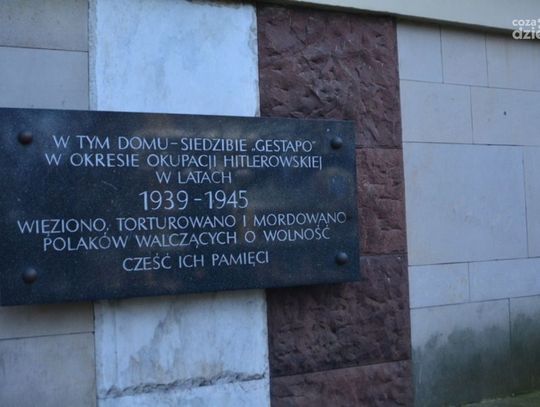 W TYM DOMU – SIEDZIBIE „GESTAPO"
W OKRESIE OKUPACJI HITLEROWSKIEJ
W LATACH
1939 - 1945
WIĘZIONO, TORTUROWANO I MORDOWANO
POLAKÓW WALCZĄCYCH O WOLNOŚĆ
CZEŚĆ ICH PAMIĘCI